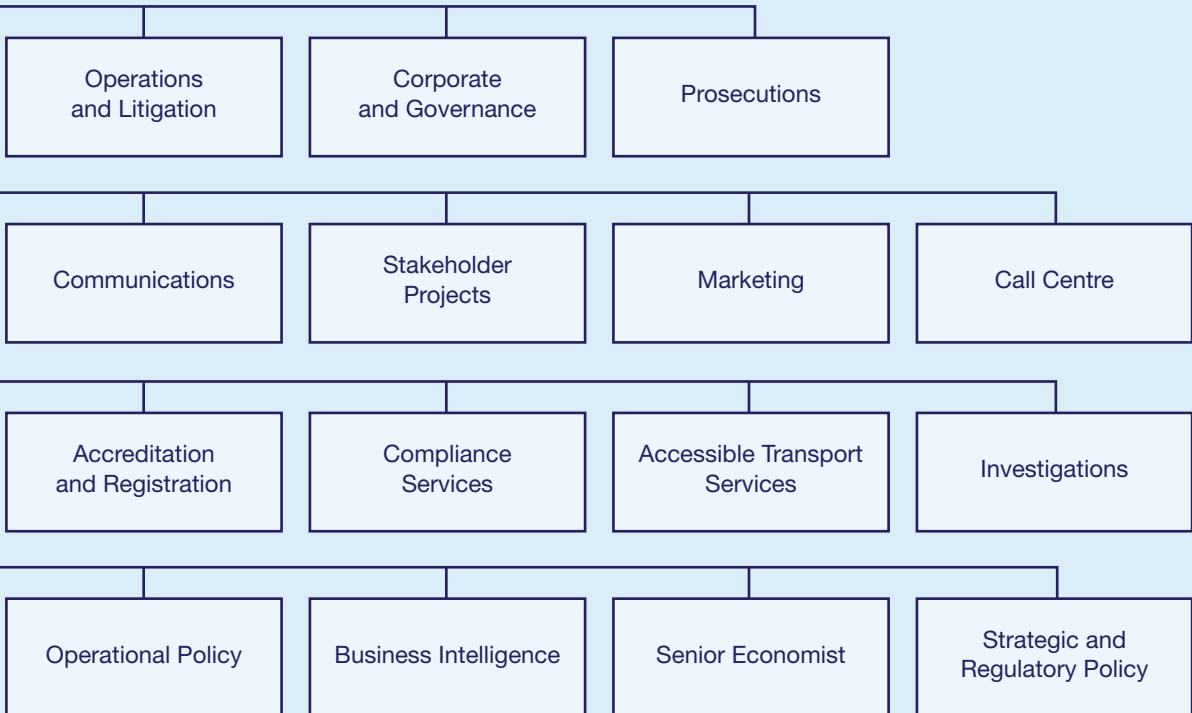 Operations
and Litigation
Corporate
and Governance
Prosecutions
Communications
Stakeholder
Projects
Marketing
Call Centre
Accreditation
and Registration
Compliance
Services
Accessible Transport
Services
Investigations
Operational Policy
Business Intelligence
Senior Economist
Strategic and
Regulatory Policy